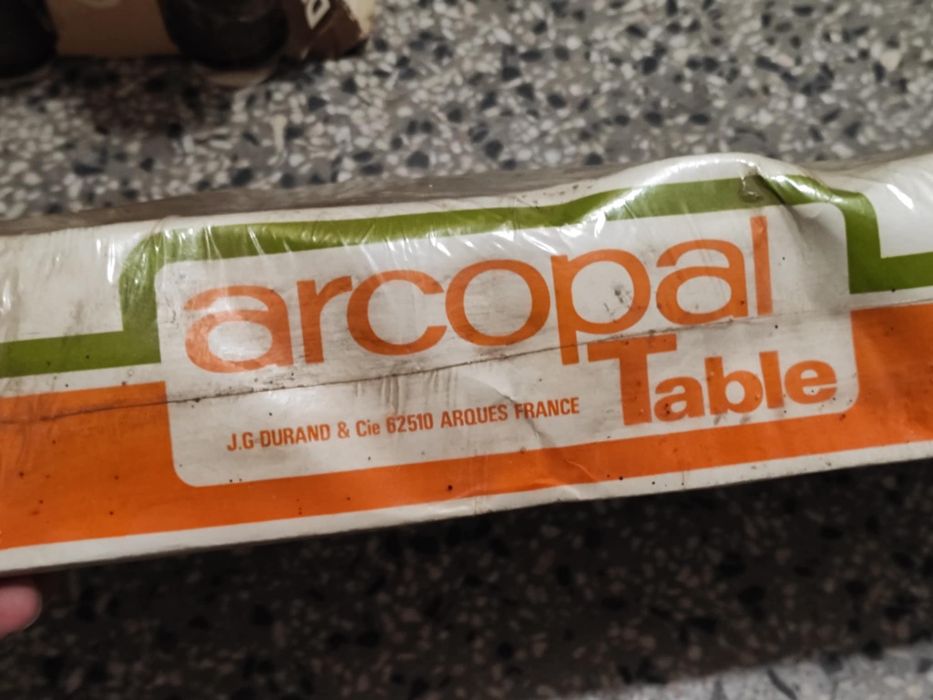 arcopal
Table
J.G DURAND & Cie 62510 ARQUES FRANCE